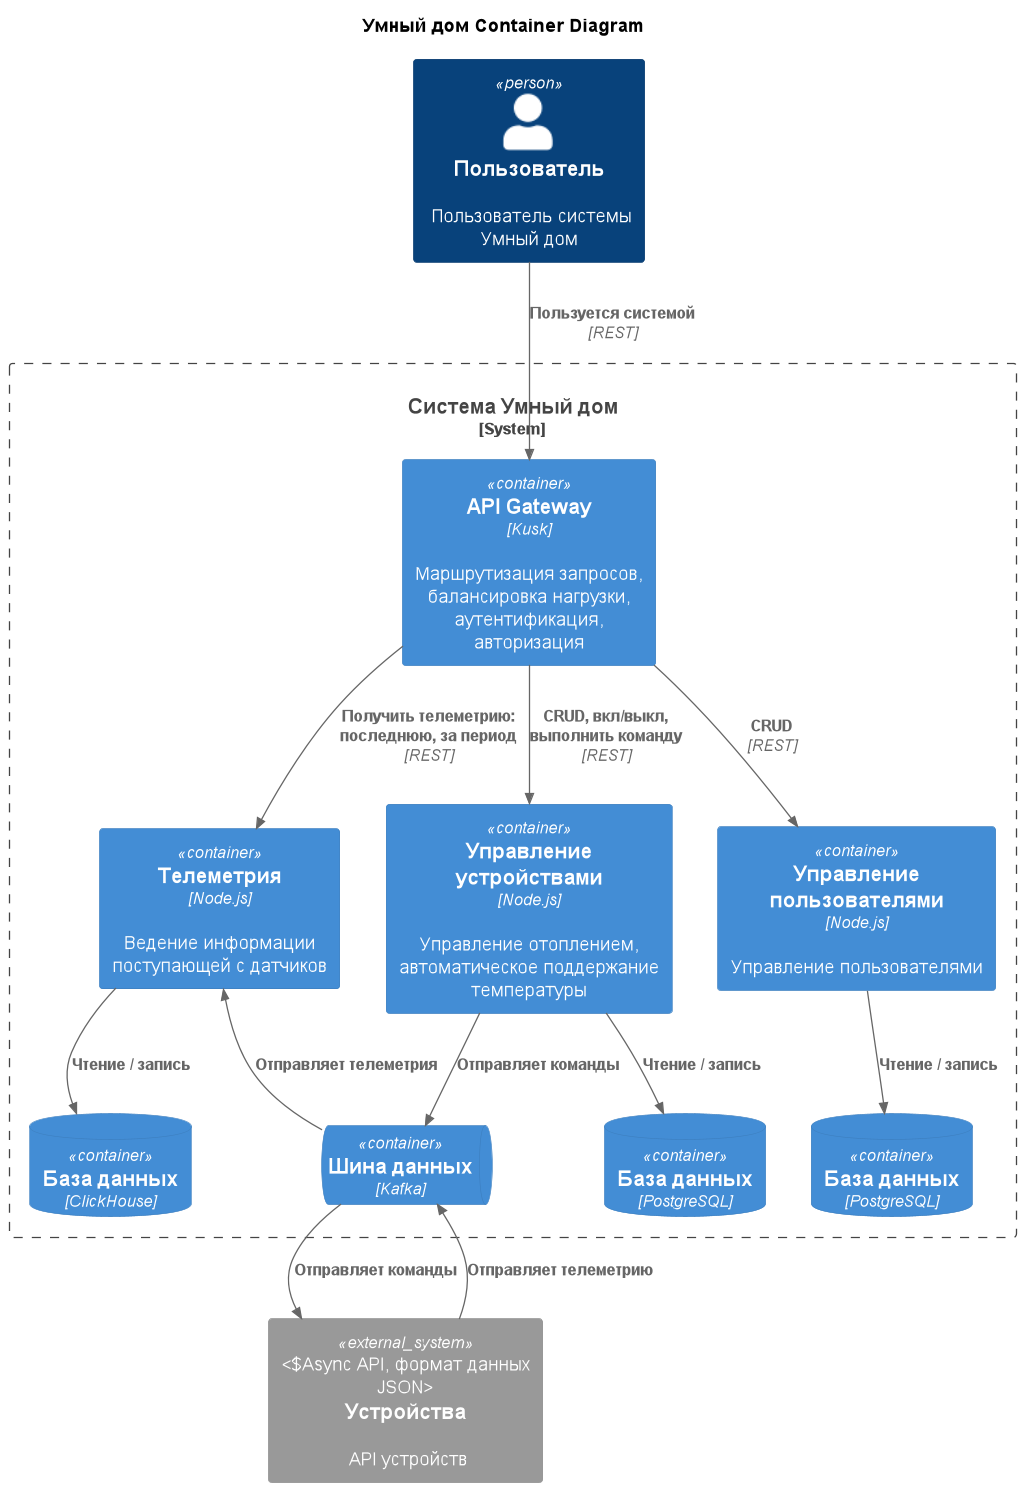 Умный дом Container Diagram
«person»
Пользователь
Пользователь системы
Умный дом
Пользуется системой
[REST]
Система Умный дом
[System]
«container»
API Gateway
[Kusk]
Маршрутизация запросов,
балансировка нагрузки,
аутентификация,
авторизация
Получить телеметрию:
последнюю, за период
[REST]
CRUD, вкл/выкл,
выполнить команду
[REST]
CRUD
[REST]
«container»
Телеметрия
[Node.js]
Ведение информации
поступающей с датчиков
«container»
Управление
устройствами
[Node.js]
Управление отоплением,
автоматическое поддержание
температуры
«container»
Управление
пользователями
[Node.js]
Управление пользователями
Чтение / запись
Отправляет телеметрия
Отправляет команды
Чтение / запись
Чтение / запись
«container»
База данных
[ClickHouse]
«container»
Шина данных
[Kafka]
«container»
База данных
[PostgreSQL]
«container»
База данных
[PostgreSQL]
Отправляет команды
Отправляет телеметрию
«external_system»
<$Async API, формат данных
JSON>
Устройства
API устройств